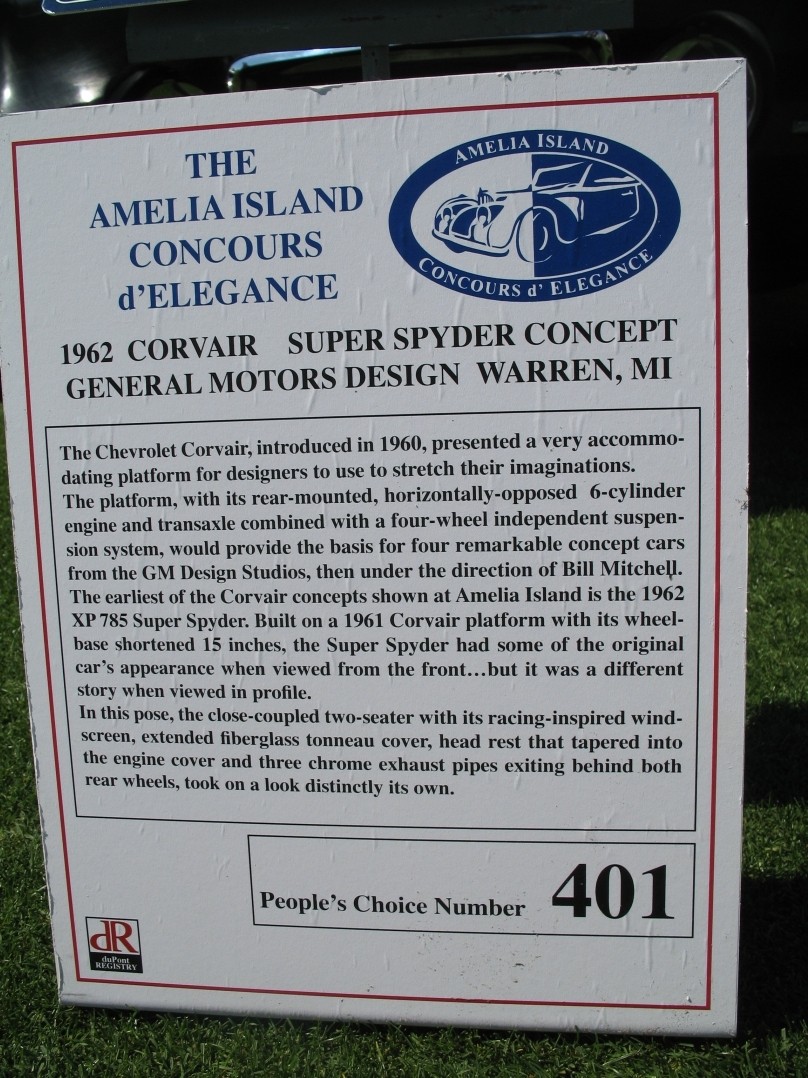 THE
AMELIA ISLAND
CONCOURS
d'ELEGANCE
AMELIA ISLAND
CONCOURS d' ELEGANCE
1962 CORVAIR SUPER SPYDER CONCEPT
GENERAL MOTORS DESIGN WARREN, MI
The Chevrolet Corvair, introduced in 1960, presented a very accommo-
dating platform for designers to use to stretch their imaginations.
The platform, with its rear-mounted, horizontally-opposed 6-cylinder
engine and transaxle combined with a four-wheel independent suspen-
sion system, would provide the basis for four remarkable concept cars
from the GM Design Studios, then under the direction of Bill Mitchell.
The earliest of the Corvair concepts shown at Amelia Island is the 1962
XP 785 Super Spyder. Built on a 1961 Corvair platform with its wheel-
base shortened 15 inches, the Super Spyder had some of the original
car's appearance when viewed from the front...but it was a different
story when viewed in profile.
In this pose, the close-coupled two-seater with its racing-inspired wind-
screen, extended fiberglass tonneau cover, head rest that tapered into
the engine cover and three chrome exhaust pipes exiting behind both
rear wheels, took on a look distinctly its own.
People's Choice Number 401
dR
duPont
REGISTRY